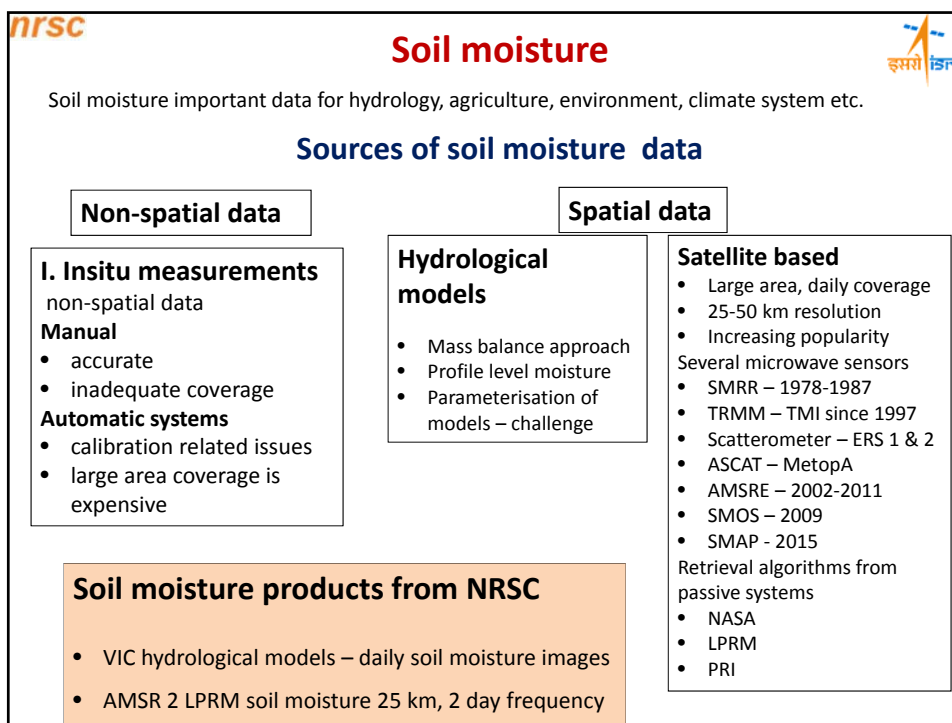 nrsc
Soil moisture
इसरो isr
Soil moisture important data for hydrology, agriculture, environment, climate system etc.
Sources of soil moisture data
Non-spatial data
I. Insitu measurements
non-spatial data
Manual
• accurate
• inadequate coverage
Automatic systems
• calibration related issues
• large area coverage is
expensive
Spatial data
Hydrological
models
• Mass balance approach
• Profile level moisture
• Parameterisation of
models – challenge
Satellite based
• Large area, daily coverage
• 25-50 km resolution
• Increasing popularity
Several microwave sensors
• SMRR – 1978-1987
• TRMM – TMI since 1997
• Scatterometer – ERS 1 & 2
• ASCAT – MetopA
• AMSRE – 2002-2011
• SMOS – 2009
• SMAP - 2015
Retrieval algorithms from
passive systems
• NASA
• LPRM
• PRI
Soil moisture products from NRSC
• VIC hydrological models – daily soil moisture images
• AMSR 2 LPRM soil moisture 25 km, 2 day frequency